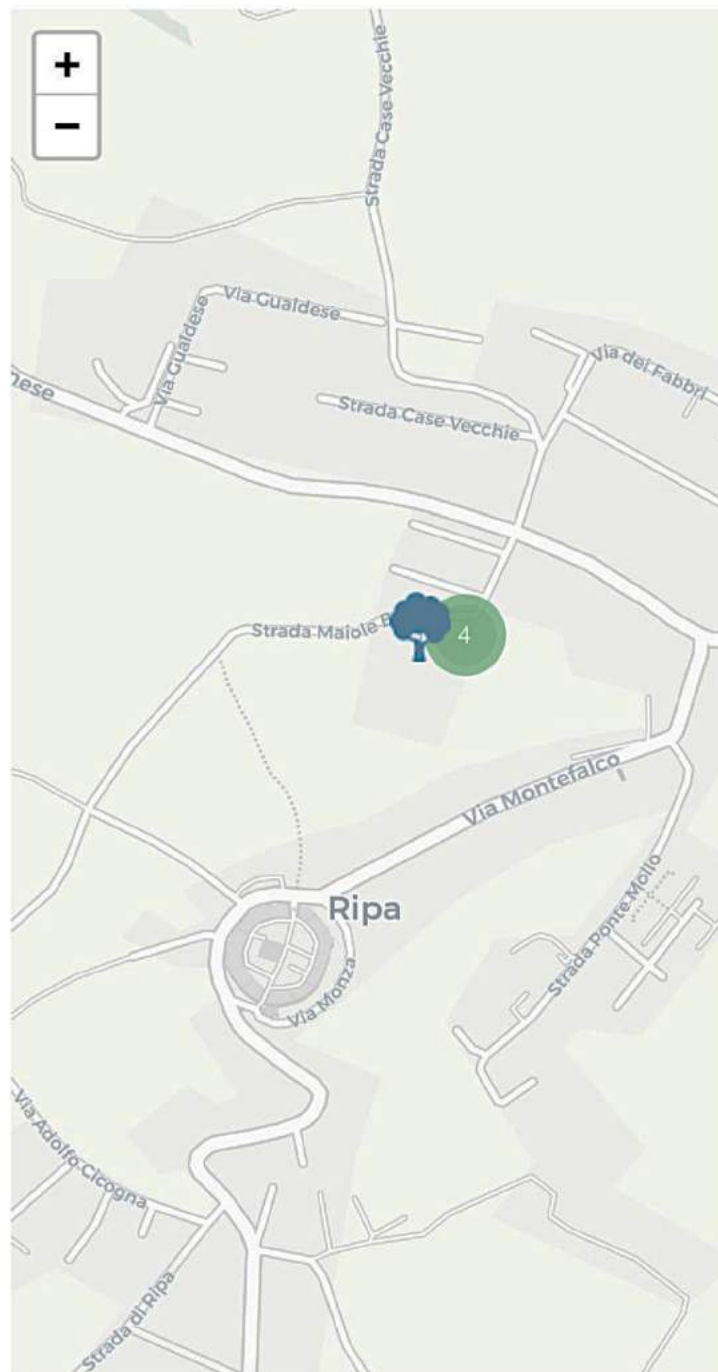 +
−
Strada Case Vecchie
Via Gualdese
Via Gualdese
Via dei Fabbri
nese
Strada Case Vecchie
Strada Maiole B
4
Via Montefalco
Ripa
Strada Ponte Mollo
Via Monza
Via Adolfo Cicogna
Strada di Ripa